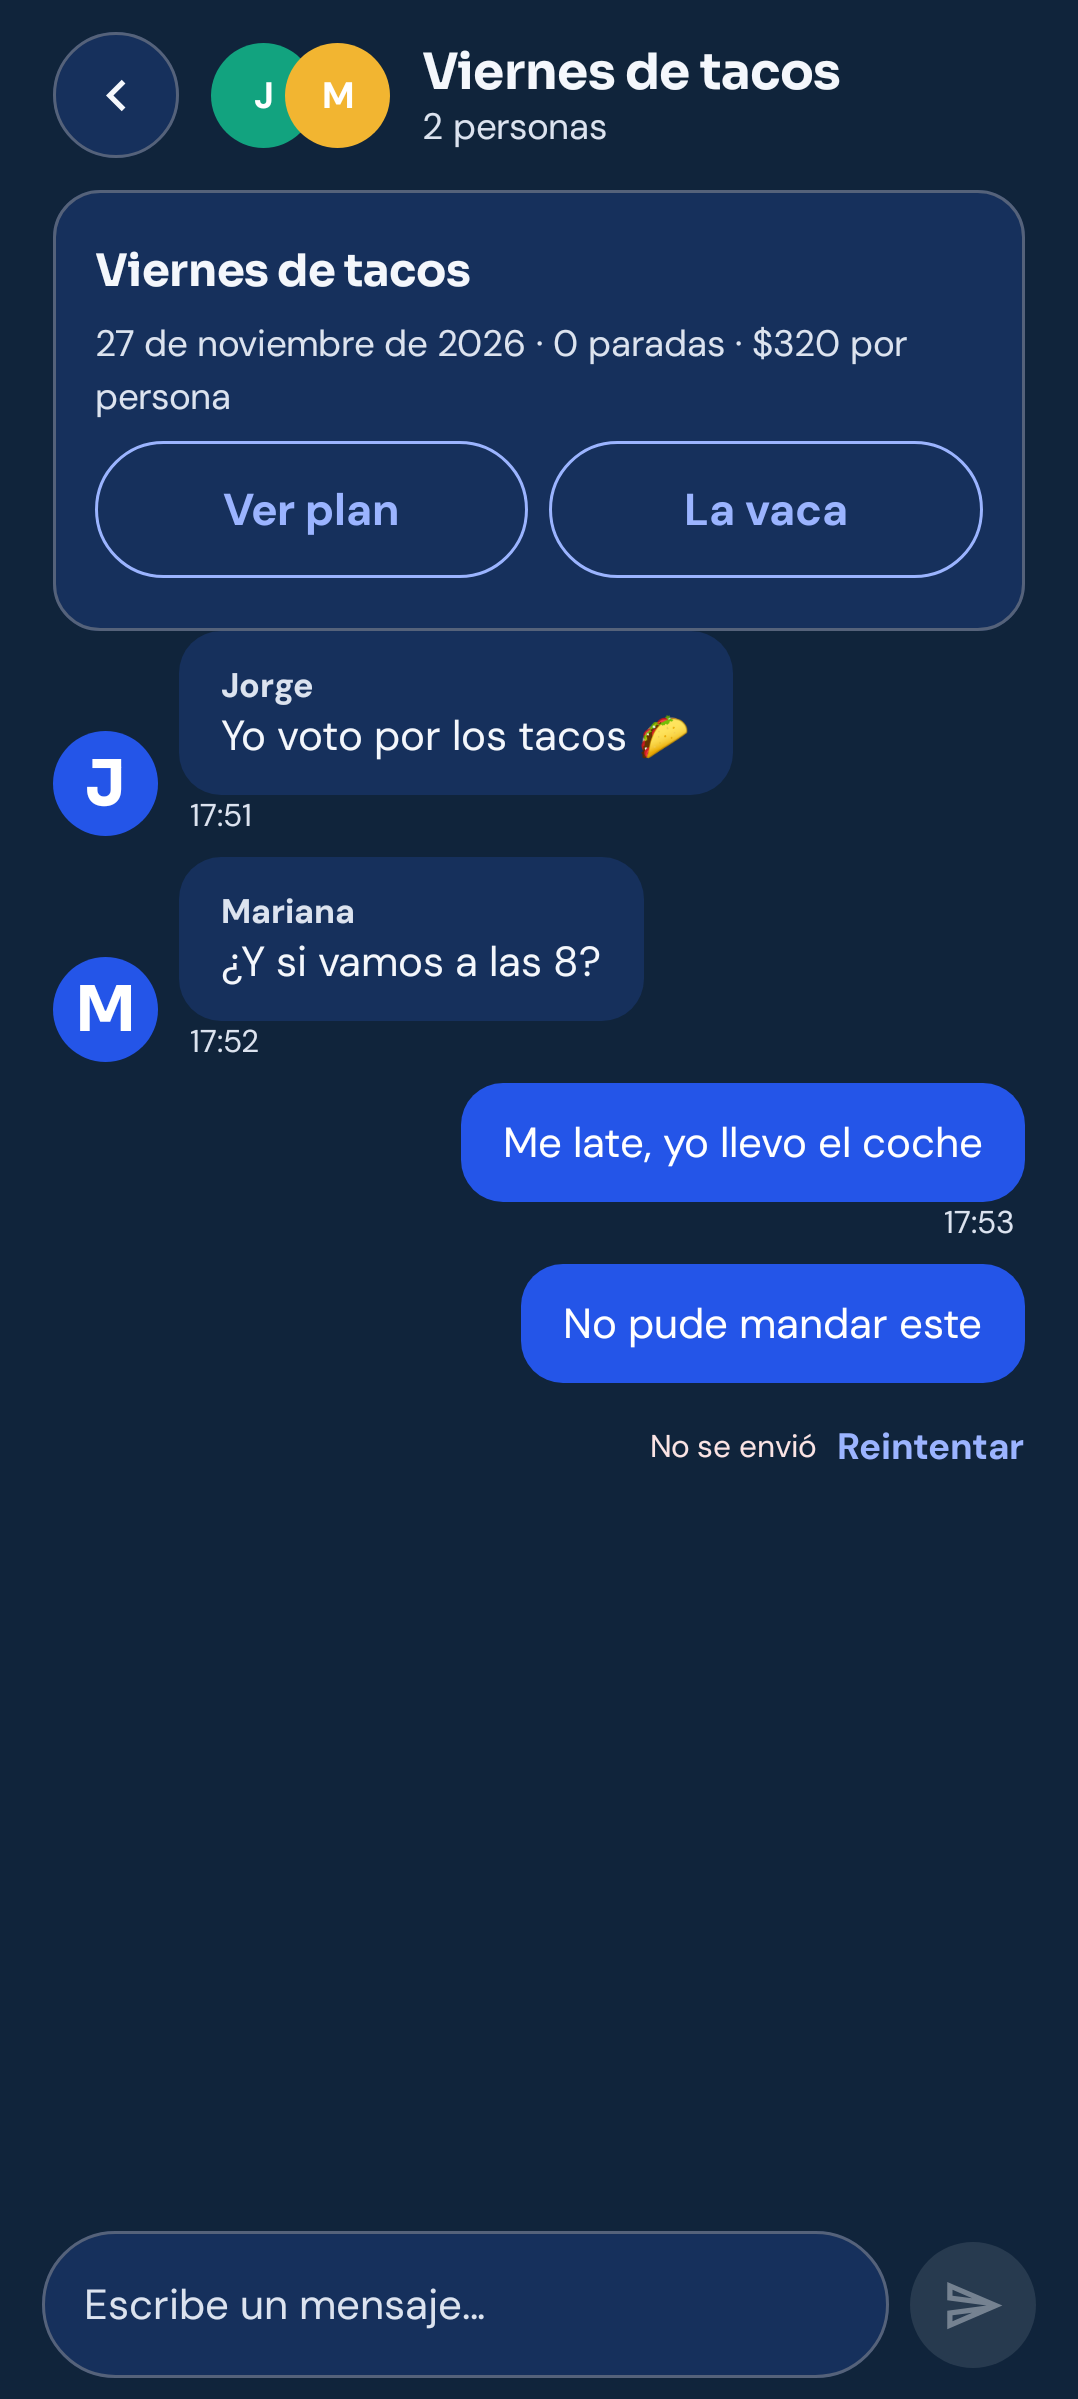 J M Viernes de tacos
2 personas
Viernes de tacos
27 de noviembre de 2026 · 0 paradas · $320 por
persona
Ver plan La vaca
Jorge
Yo voto por los tacos 🌮
J
17:51
Mariana
¿Y si vamos a las 8?
M
17:52
Me late, yo llevo el coche
17:53
No pude mandar este
No se envió Reintentar
Escribe un mensaje...